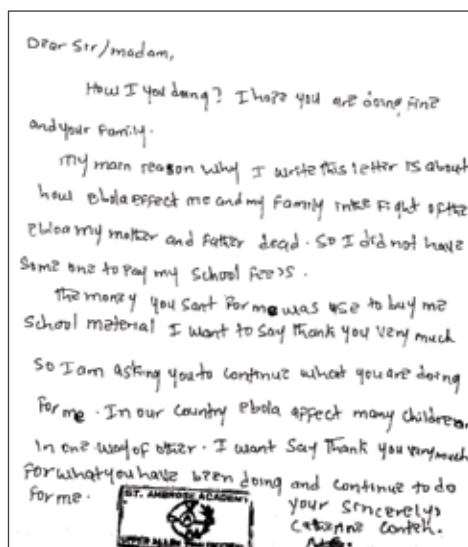 Dear Sir/madam,
How I you doing? I hope you are doing fine
and your Family.
my main reason why I write this letter is about
how ebola effect me and my Family in the Fight of the
ebloa my mother and Father dead. So I did not have
Some one to Pay my School Fees.
the money you sant For me was use to buy me
School material I want to Say thank you very much
So I am asking you to continue what you are doing
For me. In our country ebola affect many children
In one way of other. I want Say Thank you very much
For what you have been doing and continue to do
For me.
ST. AMBROSE ACADEMY
UPPER ALLEN TOWN
your Sincerely,
Catherine Conteh.